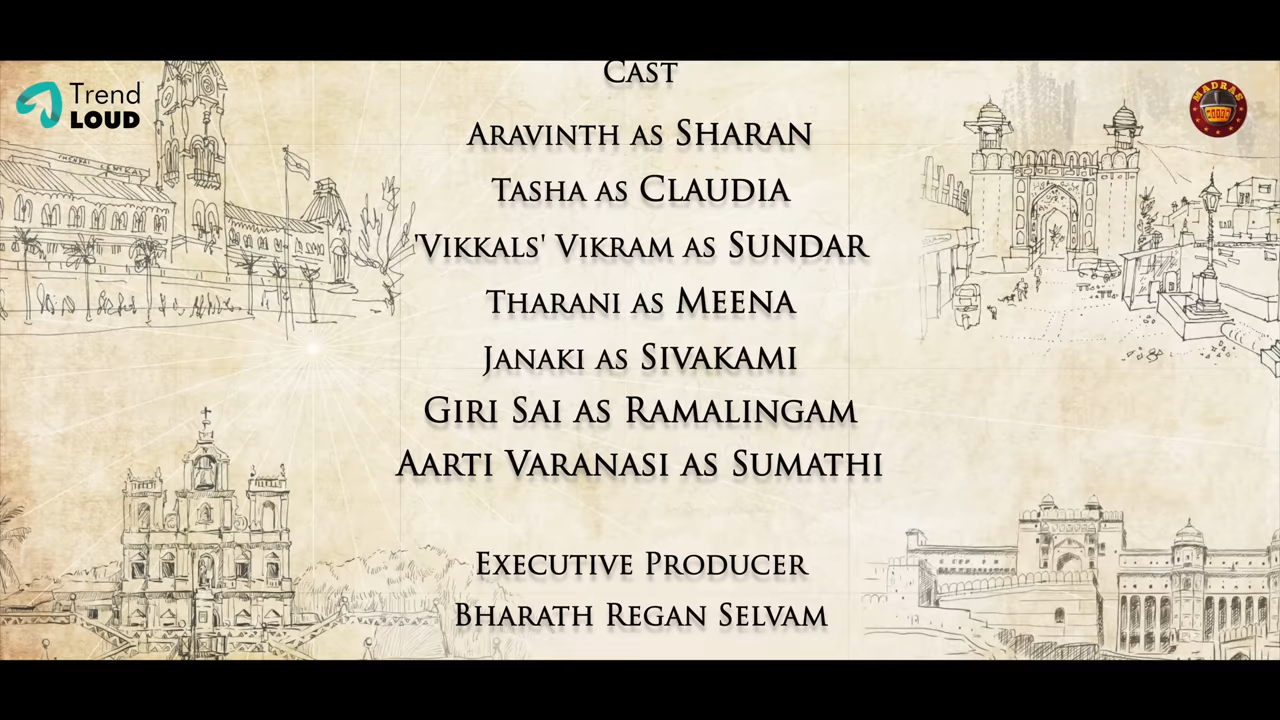 Cast
Trend
LOUD
MADRAS
Aravinth as SHARAN
Tasha as CLAUDIA
'Vikkals' Vikram as SUNDAR
Tharani as MEENA
Janaki as SIVAKAMI
Giri Sai as Ramalingam
Aarti Varanasi as Sumathi
Executive Producer
Bharath Regan Selvam